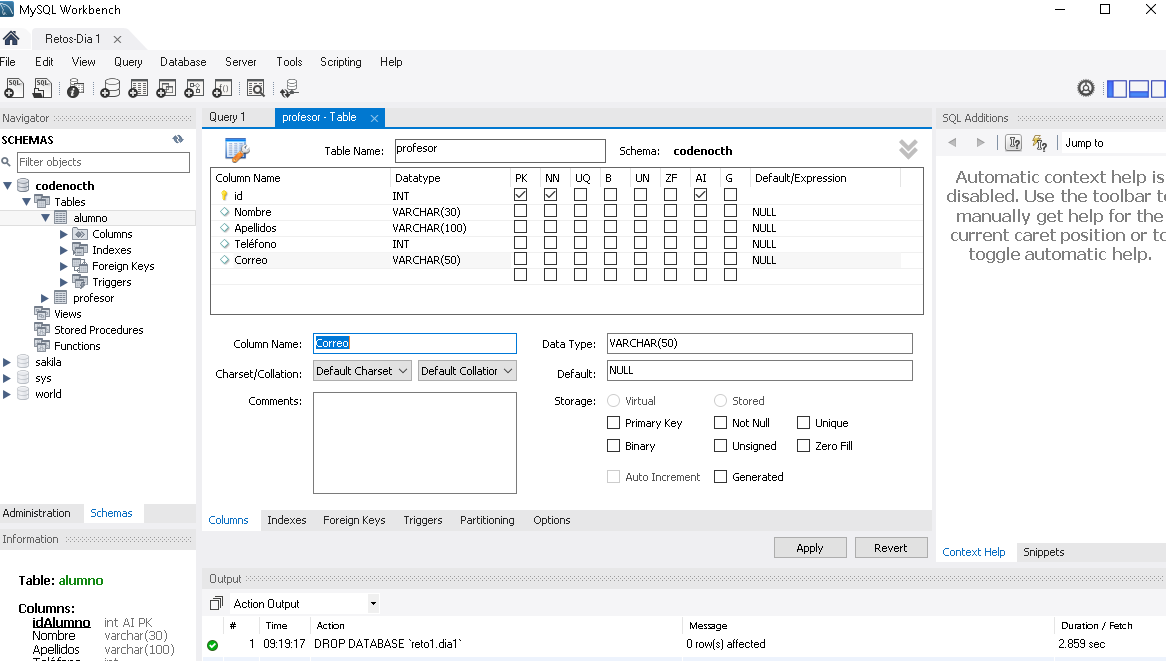 MySQL Workbench
Retos-Dia 1
File Edit View Query Database Server Tools Scripting Help
Navigator
SCHEMAS
Filter objects
codenocth
Tables
alumno
Columns
Indexes
Foreign Keys
Triggers
profesor
Views
Stored Procedures
Functions
sakila
sys
world
Administration Schemas
Information
Table: alumno
Columns:
idAlumno int AI PK
Nombre varchar(30)
Apellidos varchar(100)
Teléfono int
Query 1 profesor - Table
Table Name: profesor Schema: codenocth
Column Name Datatype PK NN UQ B UN ZF AI G Default/Expression
id INT
Nombre VARCHAR(30) NULL
Apellidos VARCHAR(100) NULL
Teléfono INT NULL
Correo VARCHAR(50) NULL
Column Name: Correo Data Type: VARCHAR(50)
Charset/Collation: Default Charset Default Collation Default: NULL
Comments: Storage: Virtual Stored
Primary Key Not Null Unique
Binary Unsigned Zero Fill
Auto Increment Generated
Columns Indexes Foreign Keys Triggers Partitioning Options
Apply Revert
SQL Additions
Jump to
Automatic context help is
disabled. Use the toolbar to
manually get help for the
current caret position or to
toggle automatic help.
Context Help Snippets
Output
Action Output
# Time Action Message Duration / Fetch
1 09:19:17 DROP DATABASE `reto1.dia1` 0 row(s) affected 2.859 sec